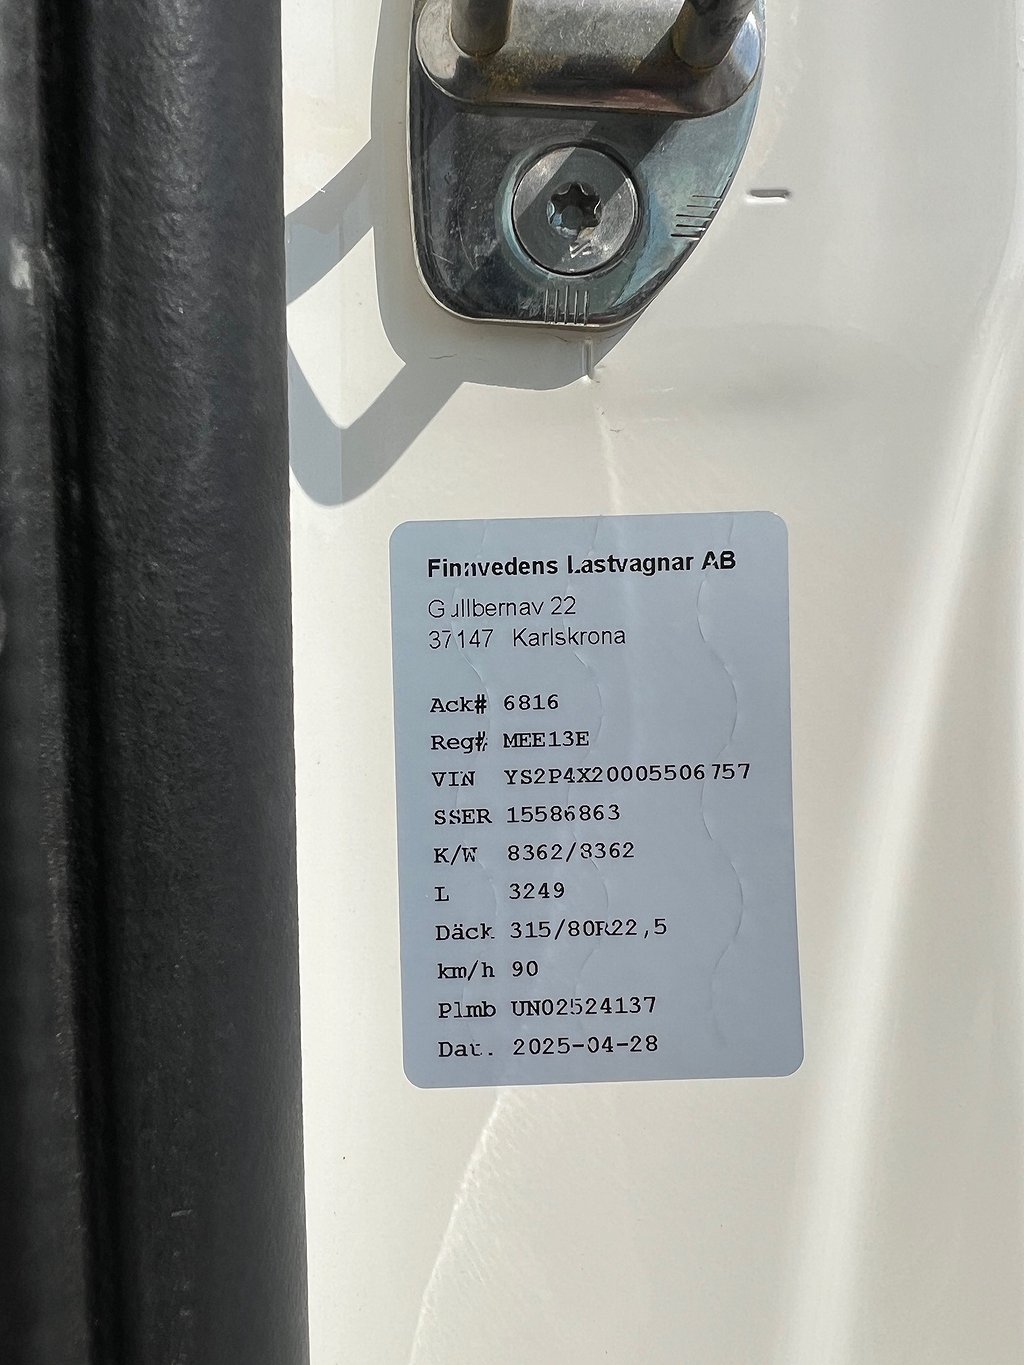 Finnvedens Lastvagnar AB
Gullbernav 22
37147 Karlskrona
Ack# 6816
Reg# MEE13E
VIN YS2P4X20005506757
SSER 15586863
K/W 8362/8362
L 3249
Däck 315/80R22,5
km/h 90
Plmb UN02524137
Dat. 2025-04-28